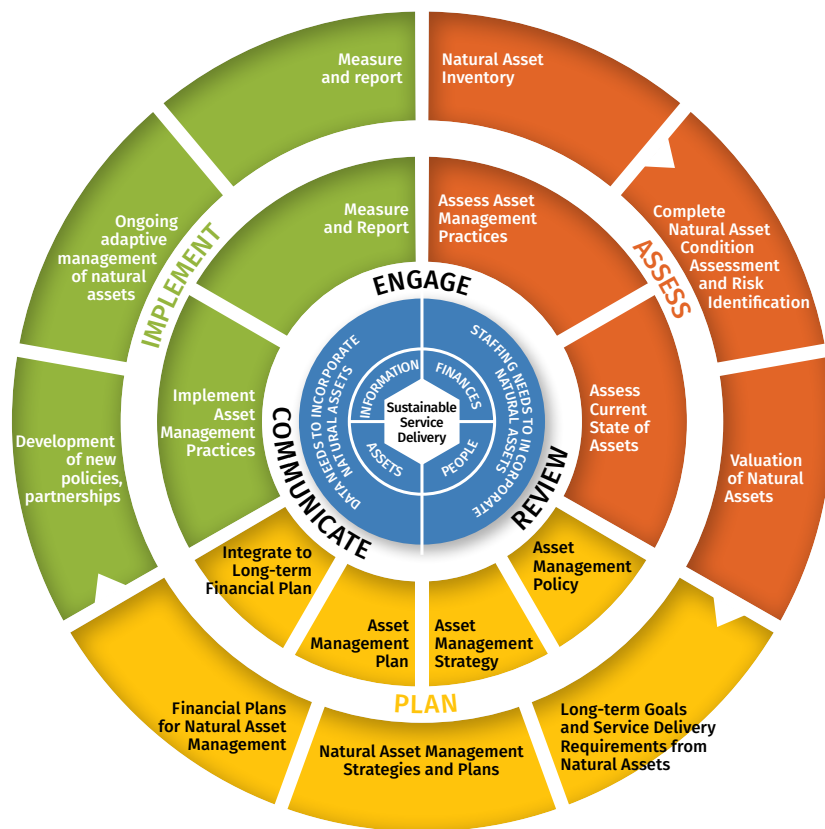 Measure
and report
Natural Asset
Inventory
Complete
Natural Asset
Condition
Assessment
and Risk
Identification
Valuation
of Natural
Assets
Long-term Goals
and Service Delivery
Requirements from
Natural Assets
Natural Asset Management
Strategies and Plans
Financial Plans
for Natural Asset
Management
Development
of new
policies,
partnerships
Ongoing
adaptive
management
of natural
assets
IMPLEMENT
ASSESS
PLAN
Measure
and Report
Assess Asset
Management
Practices
Assess
Current
State of
Assets
Asset
Management
Policy
Asset
Management
Strategy
Asset
Management
Plan
Integrate to
Long-term
Financial Plan
Implement
Asset
Management
Practices
ENGAGE
REVIEW
COMMUNICATE
DATA NEEDS TO INCORPORATE
NATURAL ASSETS
STAFFING NEEDS TO INCORPORATE
NATURAL ASSETS
INFORMATION
FINANCES
PEOPLE
ASSETS
Sustainable
Service
Delivery